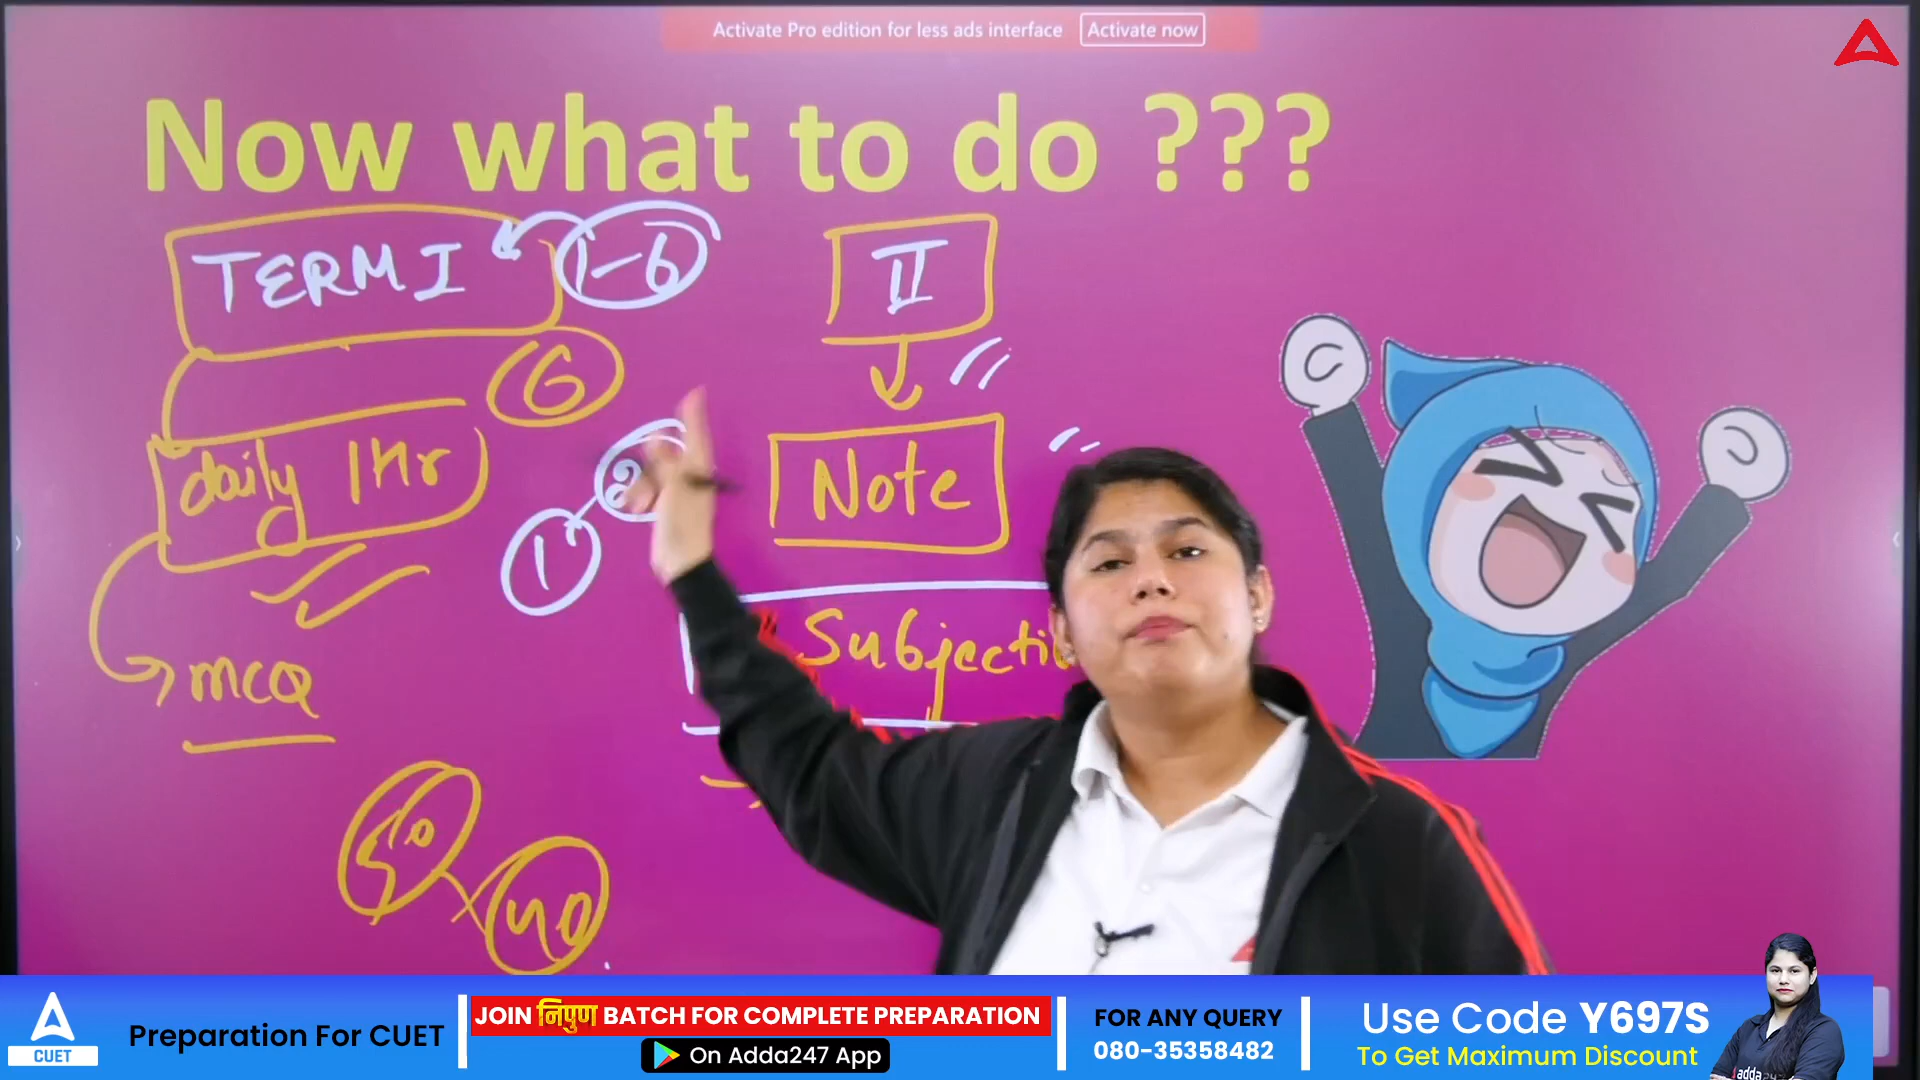 Activate Pro edition for less ads interface Activate now
Now what to do ???
TERM I
1-6
II
6
daily 1Hr
2
1
Note
Subjecti
MCQ
50
40
CUET
Preparation For CUET
JOIN निपुण BATCH FOR COMPLETE PREPARATION
On Adda247 App
FOR ANY QUERY
080-35358482
Use Code Y697S
To Get Maximum Discount
adda247